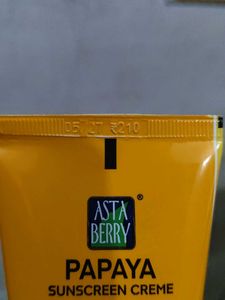 05 27 ₹210
ASTA
BERRY
®
PAPAYA
SUNSCREEN CREME